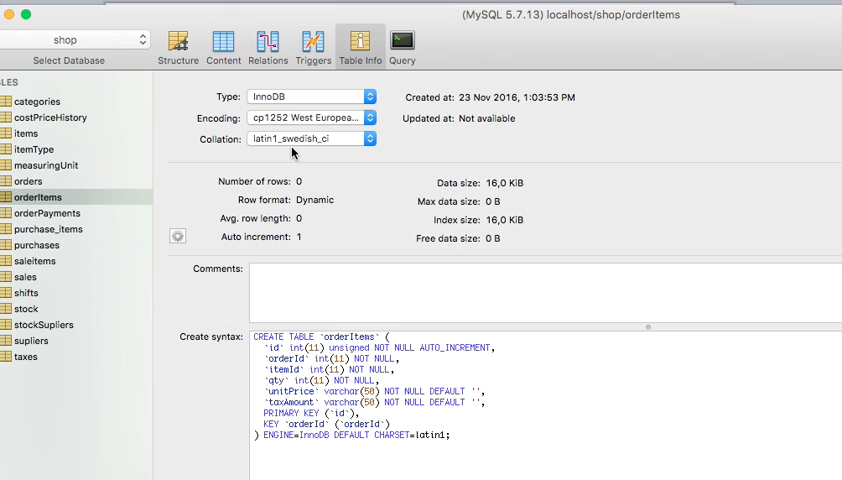 (MySQL 5.7.13) localhost/shop/orderItems
shop
Select Database
Structure
Content
Relations
Triggers
Table Info
Query
LES
categories
costPriceHistory
items
itemType
measuringUnit
orders
orderItems
orderPayments
purchase_items
purchases
saleitems
sales
shifts
stock
stockSupliers
supliers
taxes
Type: InnoDB
Created at: 23 Nov 2016, 1:03:53 PM
Encoding: cp1252 West Europea...
Updated at: Not available
Collation: latin1_swedish_ci
Number of rows: 0
Data size: 16,0 KiB
Row format: Dynamic
Max data size: 0 B
Avg. row length: 0
Index size: 16,0 KiB
Auto increment: 1
Free data size: 0 B
Comments:
Create syntax:
CREATE TABLE `orderItems` (
`id` int(11) unsigned NOT NULL AUTO_INCREMENT,
`orderId` int(11) NOT NULL,
`itemId` int(11) NOT NULL,
`qty` int(11) NOT NULL,
`unitPrice` varchar(50) NOT NULL DEFAULT '',
`taxAmount` varchar(50) NOT NULL DEFAULT '',
PRIMARY KEY (`id`),
KEY `orderId` (`orderId`)
) ENGINE=InnoDB DEFAULT CHARSET=latin1;